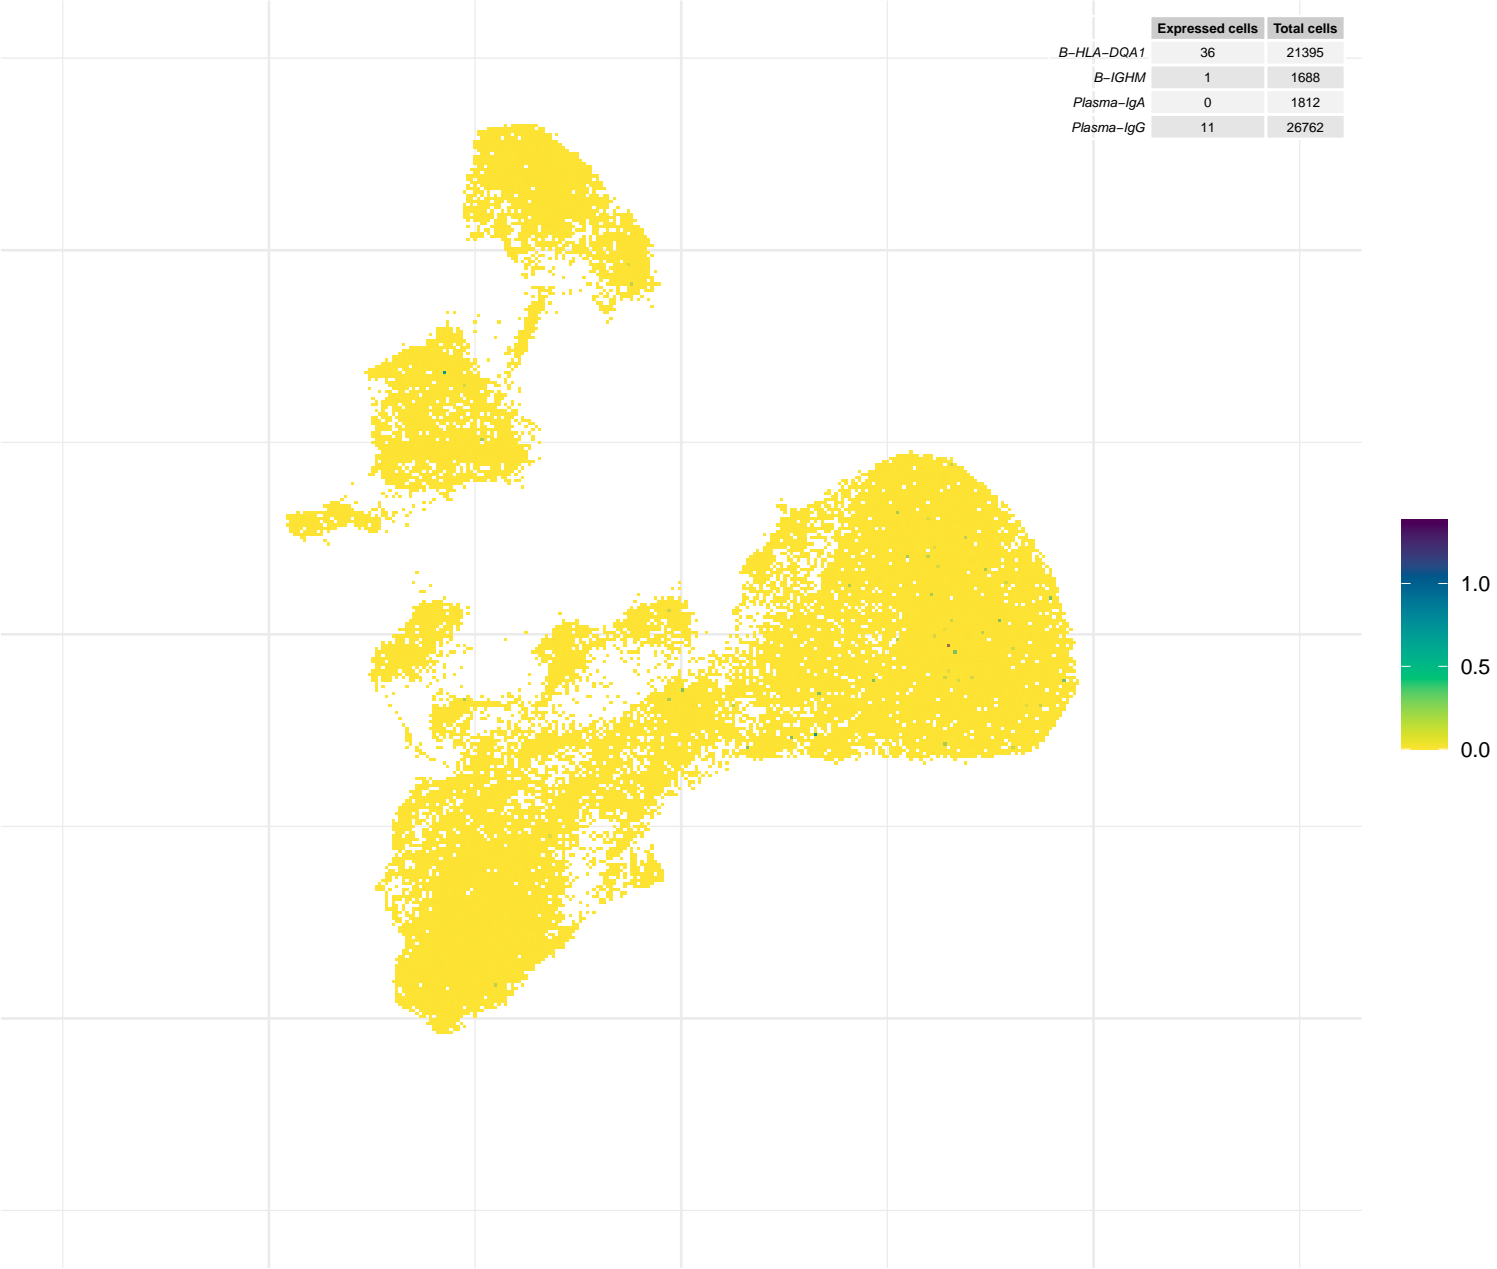 Expressed cells Total cells
B−HLA−DQA1 36 21395
B−IGHM 1 1688
Plasma−IgA 0 1812
Plasma−IgG 11 26762
1.0
0.5
0.0